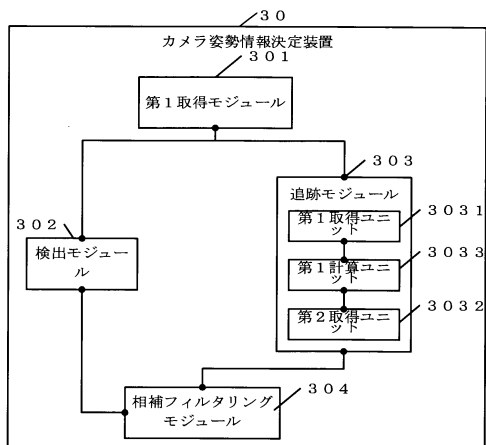 ３０
カメラ姿勢情報決定装置
３０１
第１取得モジュール
３０３
追跡モジュール
第１取得ユニ
ット
３０３１
３０２
検出モジュー
ル
第１計算ユニ
ット
３０３３
第２取得ユニ
ット
３０３２
相補フィルタリング
モジュール
３０４